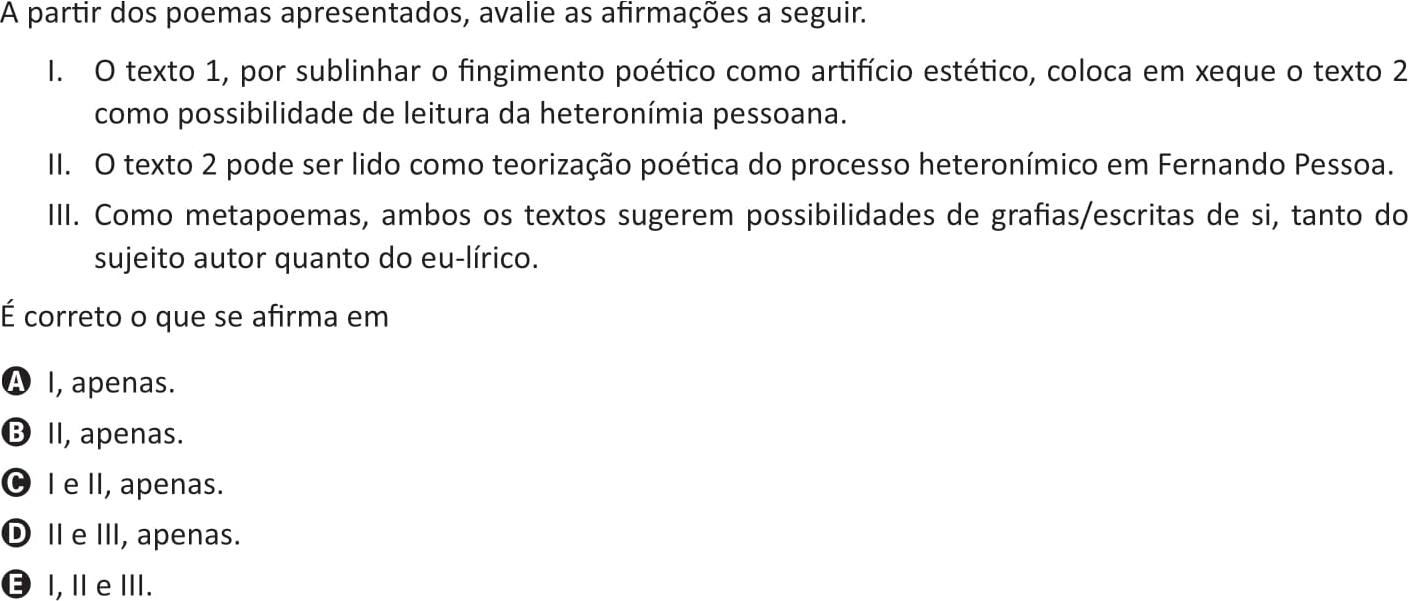 A partir dos poemas apresentados, avalie as afirmações a seguir.
I. O texto 1, por sublinhar o fingimento poético como artifício estético, coloca em xeque o texto 2
como possibilidade de leitura da heteronímia pessoana.
II. O texto 2 pode ser lido como teorização poética do processo heteronímico em Fernando Pessoa.
III. Como metapoemas, ambos os textos sugerem possibilidades de grafias/escritas de si, tanto do
sujeito autor quanto do eu-lírico.
É correto o que se afirma em
A I, apenas.
B II, apenas.
C I e II, apenas.
D II e III, apenas.
E I, II e III.